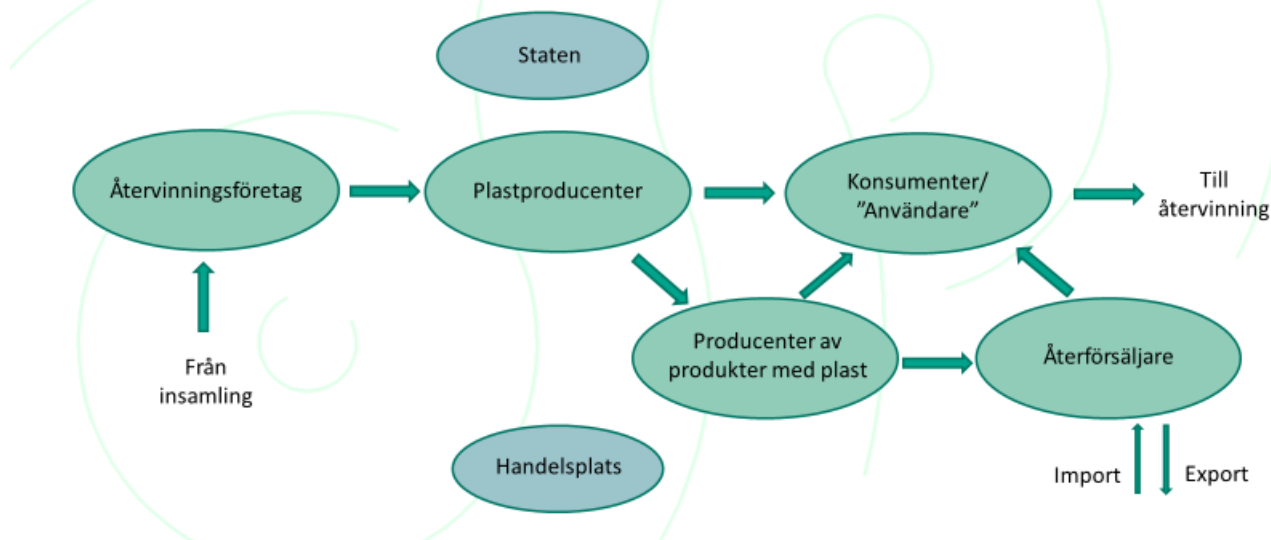 Staten
Återvinningsföretag
Plastproducenter
Konsumenter/
”Användare”
Till
återvinning
Från
insamling
Producenter av
produkter med plast
Återförsäljare
Handelsplats
Import
Export